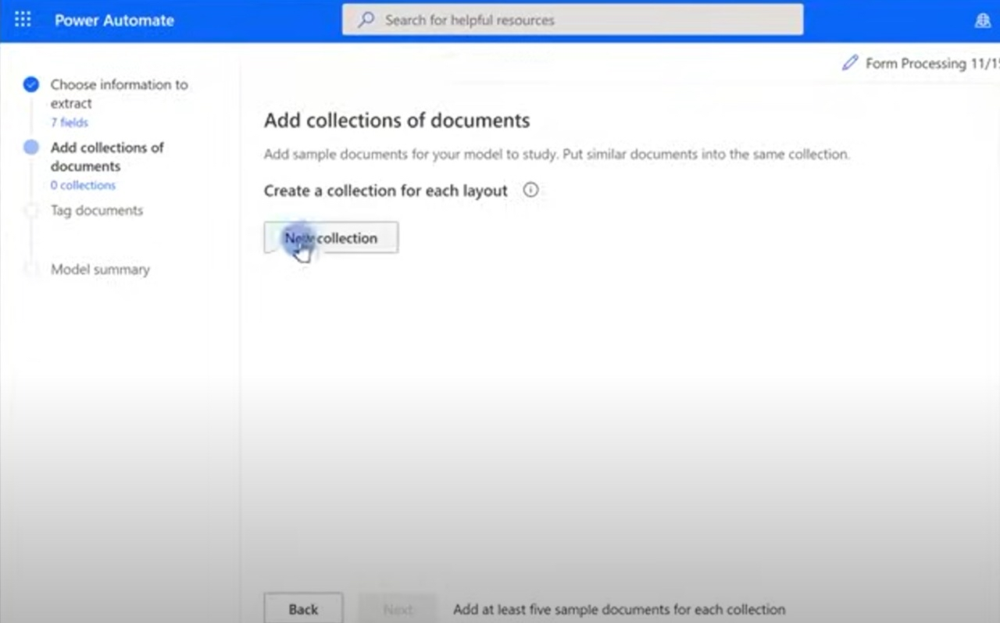 Power Automate
Search for helpful resources
Form Processing 11/15
Choose information to
extract
7 fields
Add collections of
documents
0 collections
Tag documents
Model summary
Add collections of documents
Add sample documents for your model to study. Put similar documents into the same collection.
Create a collection for each layout
New collection
Back
Next
Add at least five sample documents for each collection